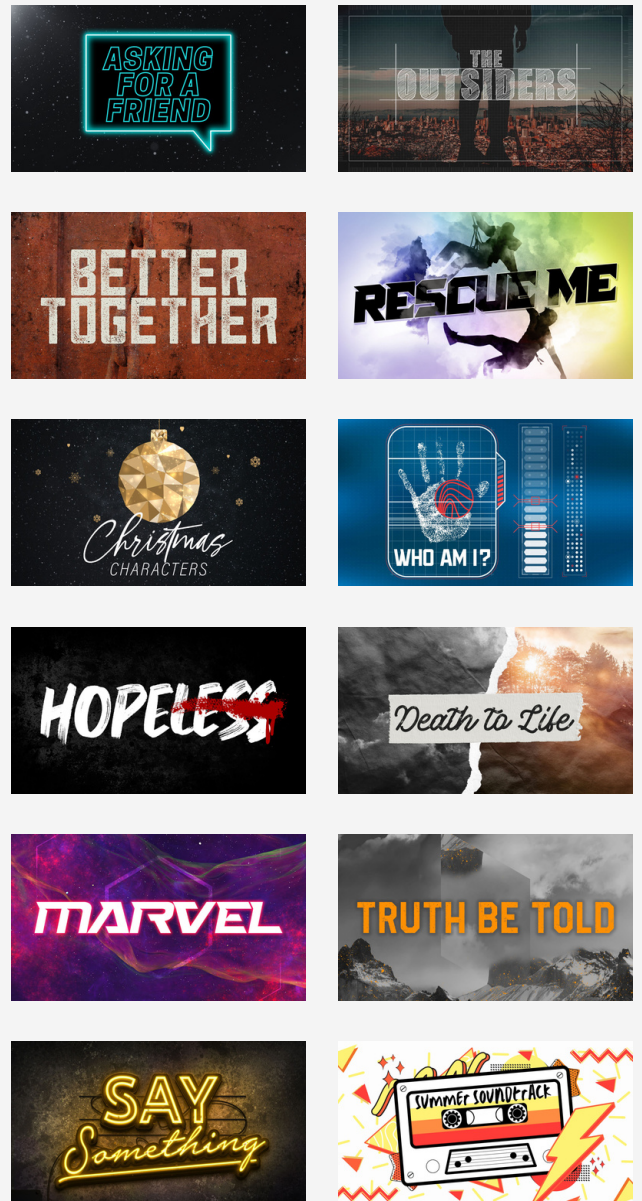 ASKING
FOR A
FRIEND
THE
OUTSIDERS
BETTER
TOGETHER
RESCUE ME
Christmas
CHARACTERS
WHO AM I?
HOPELESS
Death to Life
MARVEL
TRUTH BE TOLD
SAY
Something
SUMMEr SOUNDTrACK